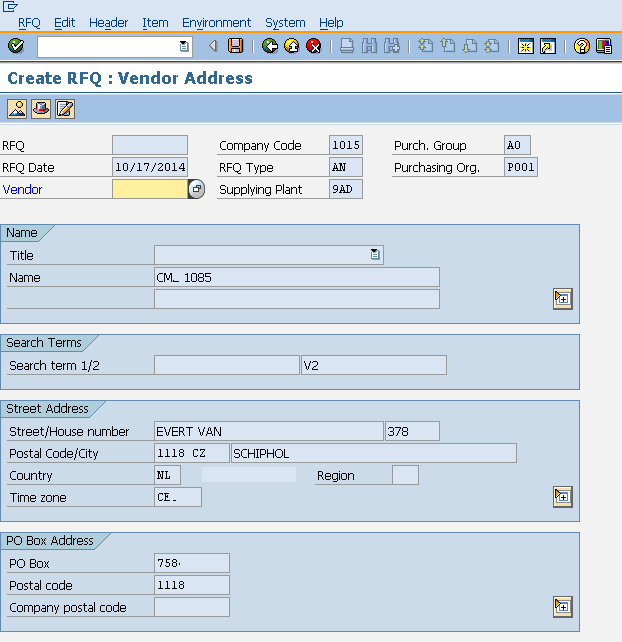 RFQ Edit Header Item Environment System Help
Create RFQ : Vendor Address
RFQ Company Code 1015 Purch. Group A0
RFQ Date 10/17/2014 RFQ Type AN Purchasing Org. P001
Vendor Supplying Plant 9AD
Name
Title
Name CM_ 1085
Search Terms
Search term 1/2 V2
Street Address
Street/House number EVERT VAN 378
Postal Code/City 1118 CZ SCHIPHOL
Country NL Region
Time zone CE_
PO Box Address
PO Box 758
Postal code 1118
Company postal code